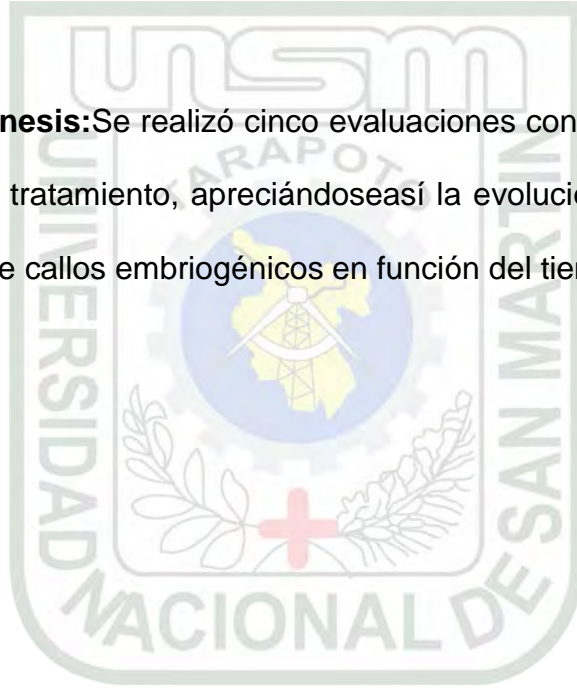 unsm
nesis:Se realizó cinco evaluaciones con
TARAPOTO
tratamiento, apreciándoseasí la evolució
e callos embriogénicos en función del tie
UNIVERSIDAD
NACIONAL DE
SAN MARTIN